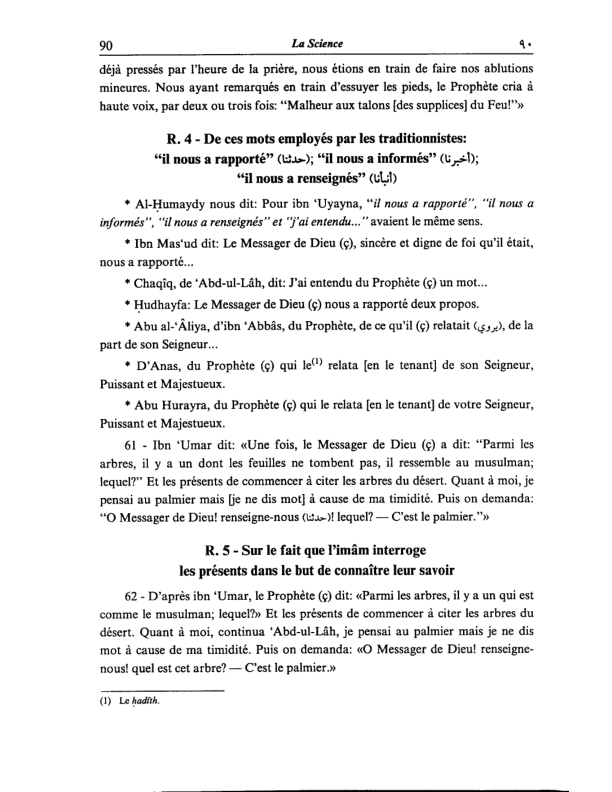 90 La Science ٩٠
déjà pressés par l'heure de la prière, nous étions en train de faire nos ablutions
mineures. Nous ayant remarqués en train d'essuyer les pieds, le Prophète cria à
haute voix, par deux ou trois fois: “Malheur aux talons [des supplices] du Feu!”»
R. 4 - De ces mots employés par les traditionnistes:
“il nous a rapporté” (حدثنا); “il nous a informés” (أخبرنا);
“il nous a renseignés” (أنبأنا)
* Al-Ḥumaydy nous dit: Pour ibn ‘Uyayna, “il nous a rapporté”, “il nous a
informés”, “il nous a renseignés” et “j'ai entendu...” avaient le même sens.
* Ibn Mas‘ud dit: Le Messager de Dieu (ç), sincère et digne de foi qu'il était,
nous a rapporté...
* Chaqîq, de ‘Abd-ul-Lâh, dit: J'ai entendu du Prophète (ç) un mot...
* Ḥudhayfa: Le Messager de Dieu (ç) nous a rapporté deux propos.
* Abu al-‘Âliya, d'ibn ‘Abbâs, du Prophète, de ce qu'il (ç) relatait (يروي), de la
part de son Seigneur...
* D'Anas, du Prophète (ç) qui le(1) relata [en le tenant] de son Seigneur,
Puissant et Majestueux.
* Abu Hurayra, du Prophète (ç) qui le relata [en le tenant] de votre Seigneur,
Puissant et Majestueux.
61 - Ibn ‘Umar dit: «Une fois, le Messager de Dieu (ç) a dit: “Parmi les
arbres, il y a un dont les feuilles ne tombent pas, il ressemble au musulman;
lequel?” Et les présents de commencer à citer les arbres du désert. Quant à moi, je
pensai au palmier mais [je ne dis mot] à cause de ma timidité. Puis on demanda:
“O Messager de Dieu! renseigne-nous (حدثنا)! lequel? — C'est le palmier.”»
R. 5 - Sur le fait que l'imâm interroge
les présents dans le but de connaître leur savoir
62 - D'après ibn ‘Umar, le Prophète (ç) dit: «Parmi les arbres, il y a un qui est
comme le musulman; lequel?» Et les présents de commencer à citer les arbres du
désert. Quant à moi, continua ‘Abd-ul-Lâh, je pensai au palmier mais je ne dis
mot à cause de ma timidité. Puis on demanda: «O Messager de Dieu! renseigne-
nous! quel est cet arbre? — C'est le palmier.»
(1) Le ḥadîth.